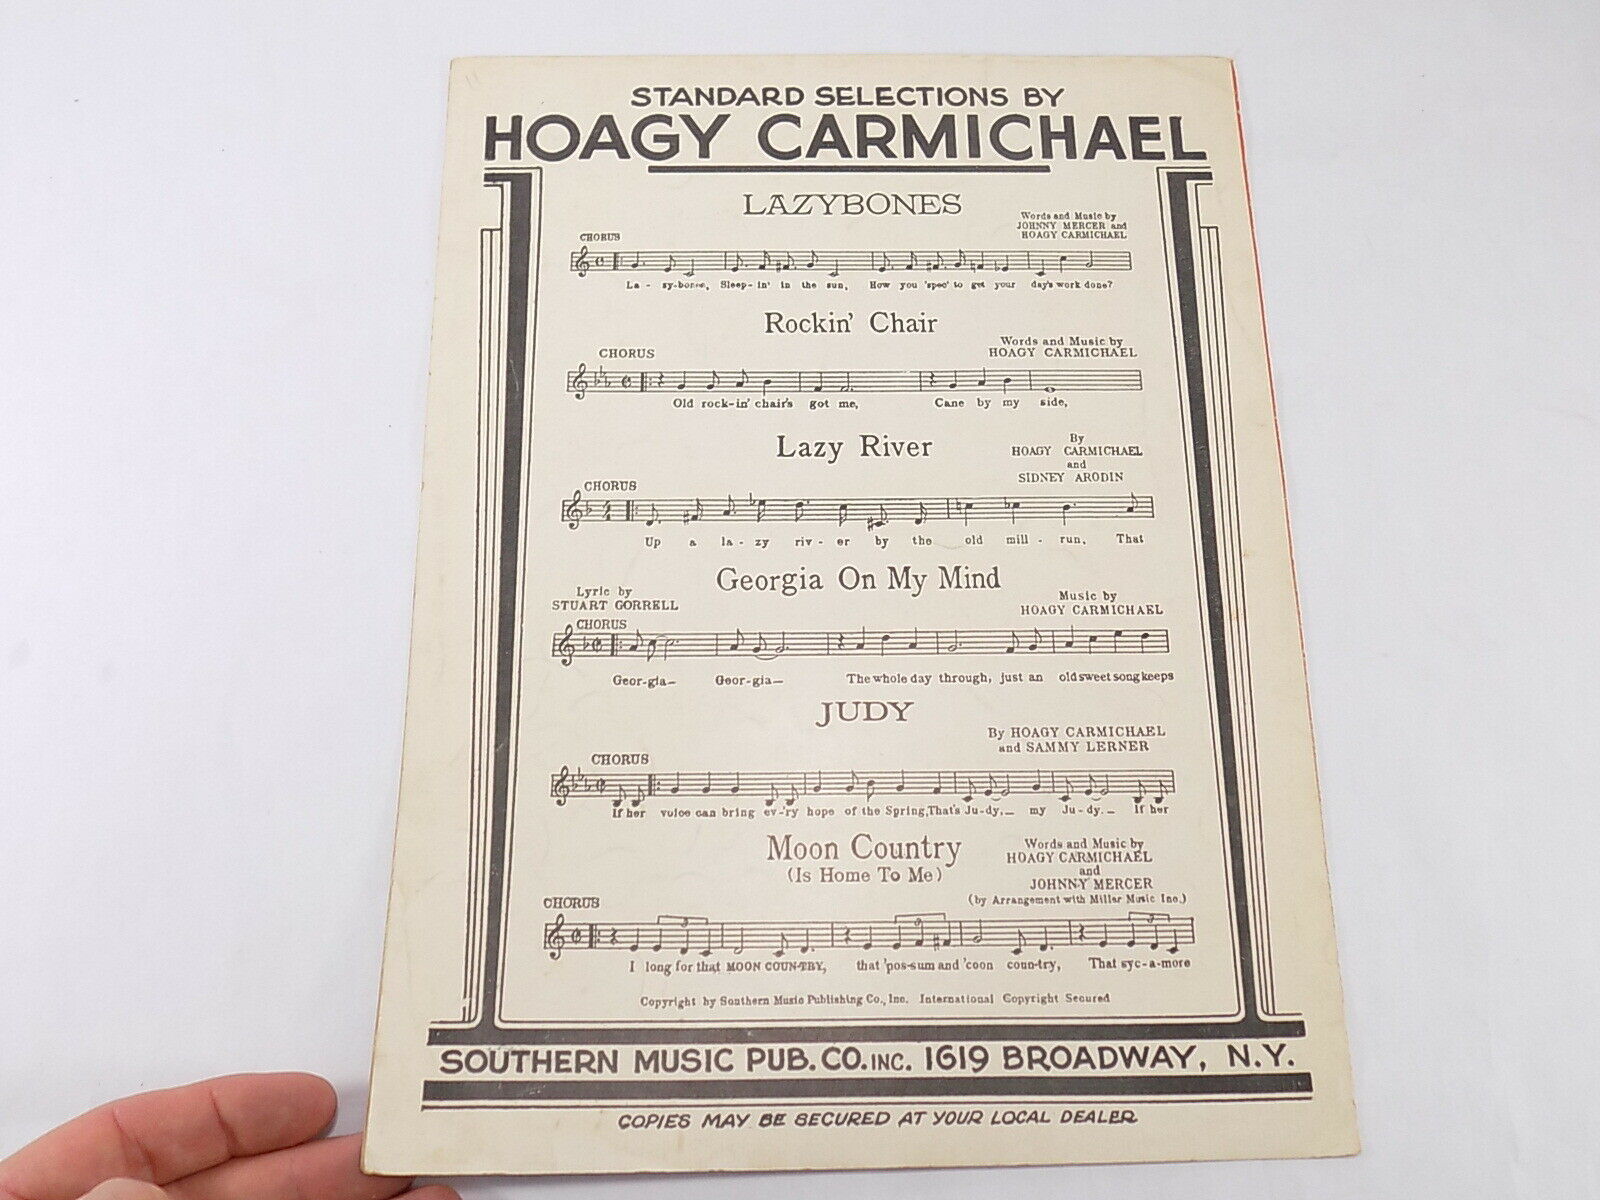 STANDARD SELECTIONS BY
HOAGY CARMICHAEL
LAZYBONES
Words and Music by
JOHNNY MERCER and
HOAGY CARMICHAEL
CHORUS
La - zy-bones, Sleep-in' in the sun, How you 'spec' to get your day's work done?
Rockin' Chair
Words and Music by
HOAGY CARMICHAEL
CHORUS
Old rock-in' chair's got me, Cane by my side,
Lazy River
By
HOAGY CARMICHAEL
and
SIDNEY ARODIN
CHORUS
Up a la - zy riv - er by the old mill - run, That
Georgia On My Mind
Lyric by
STUART GORRELL
Music by
HOAGY CARMICHAEL
CHORUS
Geor-gia— Geor-gia— The whole day through, just an old sweet song keeps
JUDY
By HOAGY CARMICHAEL
and SAMMY LERNER
CHORUS
If her voice can bring ev-'ry hope of the Spring, That's Ju-dy,— my Ju-dy.— If her
Moon Country
(Is Home To Me)
Words and Music by
HOAGY CARMICHAEL
and
JOHNNY MERCER
(by Arrangement with Miller Music Inc.)
CHORUS
3 3 3
I long for that MOON COUN-TRY, that 'pos-sum and 'coon coun-try, That syc-a-more
Copyright by Southern Music Publishing Co., Inc. International Copyright Secured
SOUTHERN MUSIC PUB. CO. INC. 1619 BROADWAY, N.Y.
COPIES MAY BE SECURED AT YOUR LOCAL DEALER